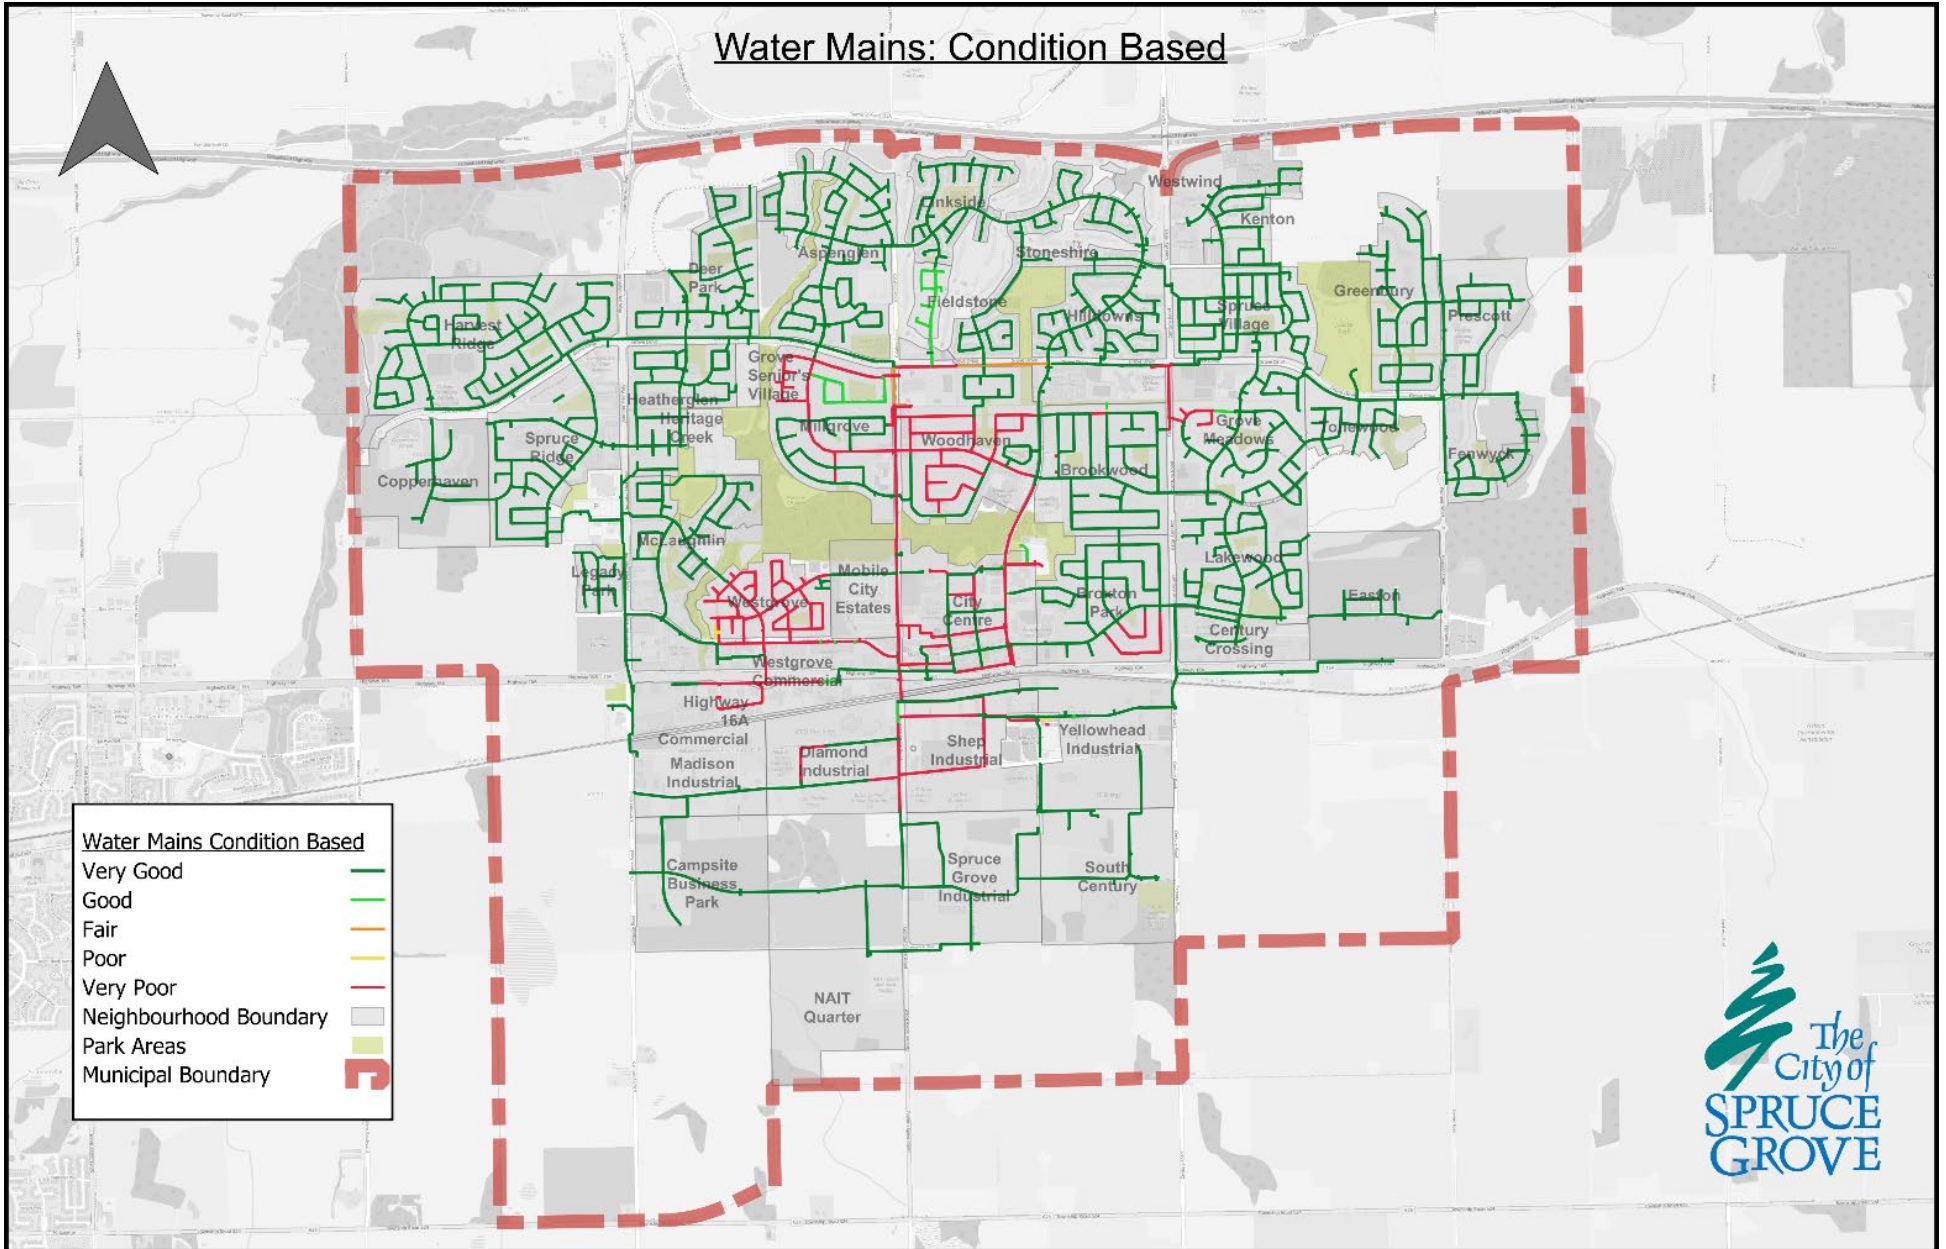 Water Mains: Condition Based
Westwind
Kenton
Linkside
Aspenglen
Stoneshire
Deer
Park
Fieldstone
Hilldowns
Spruce
Village
Greenbury
Prescott
Harvest
Ridge
Grove
Senior's
Village
Heatherglen
Heritage
Creek
Millgrove
Woodhaven
Grove
Meadows
Tonewood
Fenwyck
Spruce
Ridge
Copperhaven
Brookwood
McLaughlin
Lakewood
Legacy
Park
Westgrove
Mobile
City
Estates
City
Centre
Broxton
Park
Easton
Century
Crossing
Westgrove
Commercial
Highway
16A
Commercial
Madison
Industrial
Diamond
Industrial
Shep
Industrial
Yellowhead
Industrial
Campsite
Business
Park
Spruce
Grove
Industrial
South
Century
NAIT
Quarter
Water Mains Condition Based
Very Good
Good
Fair
Poor
Very Poor
Neighbourhood Boundary
Park Areas
Municipal Boundary
The
City of
SPRUCE
GROVE